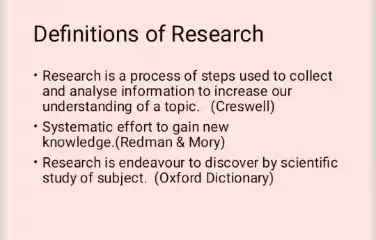 Definitions of Research
• Research is a process of steps used to collect
and analyse information to increase our
understanding of a topic.   (Creswell)
• Systematic effort to gain new
knowledge.(Redman & Mory)
• Research is endeavour to discover by scientific
study of subject.  (Oxford Dictionary)